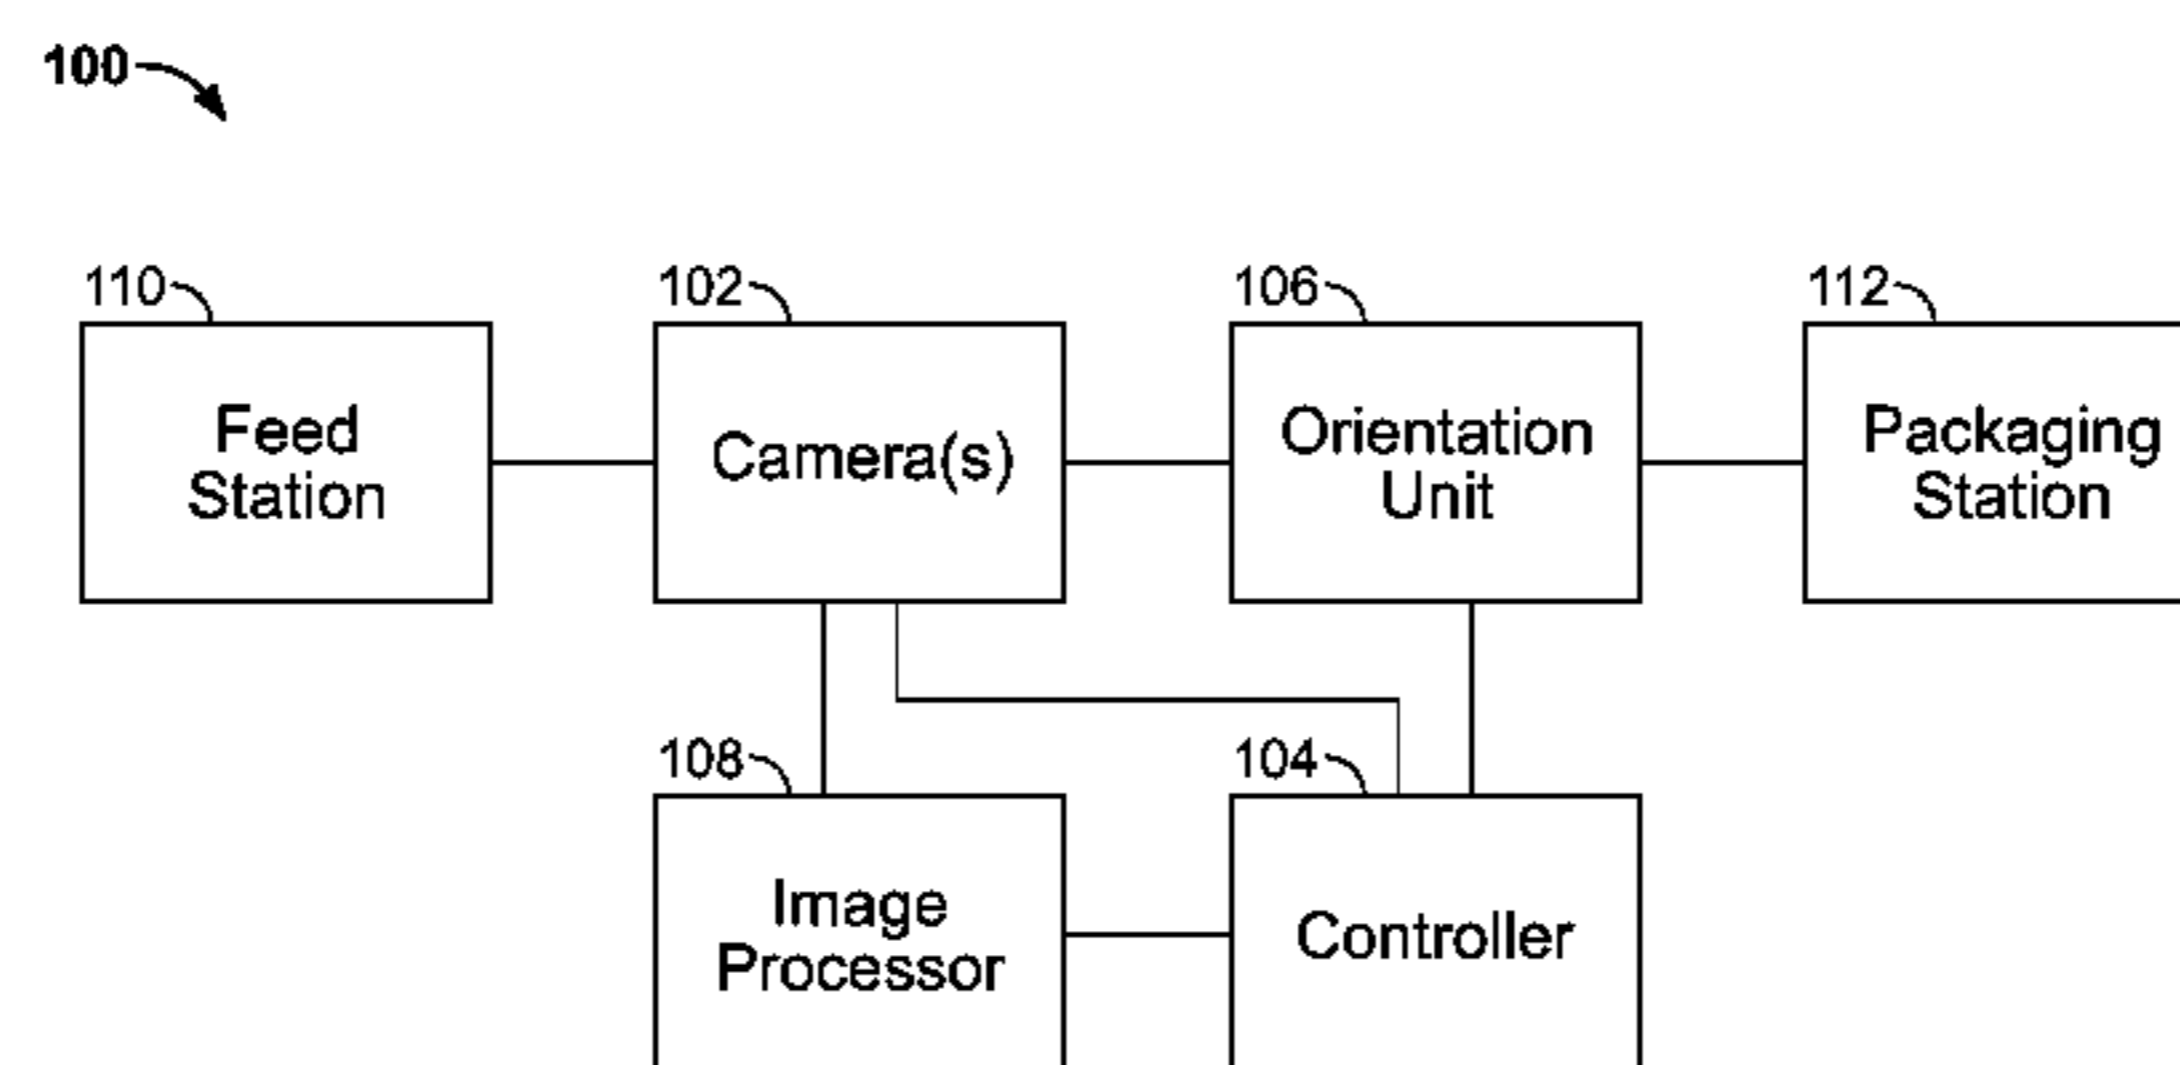 100
110
102
106
112
Feed
Station
Camera(s)
Orientation
Unit
Packaging
Station
108
104
Image
Processor
Controller